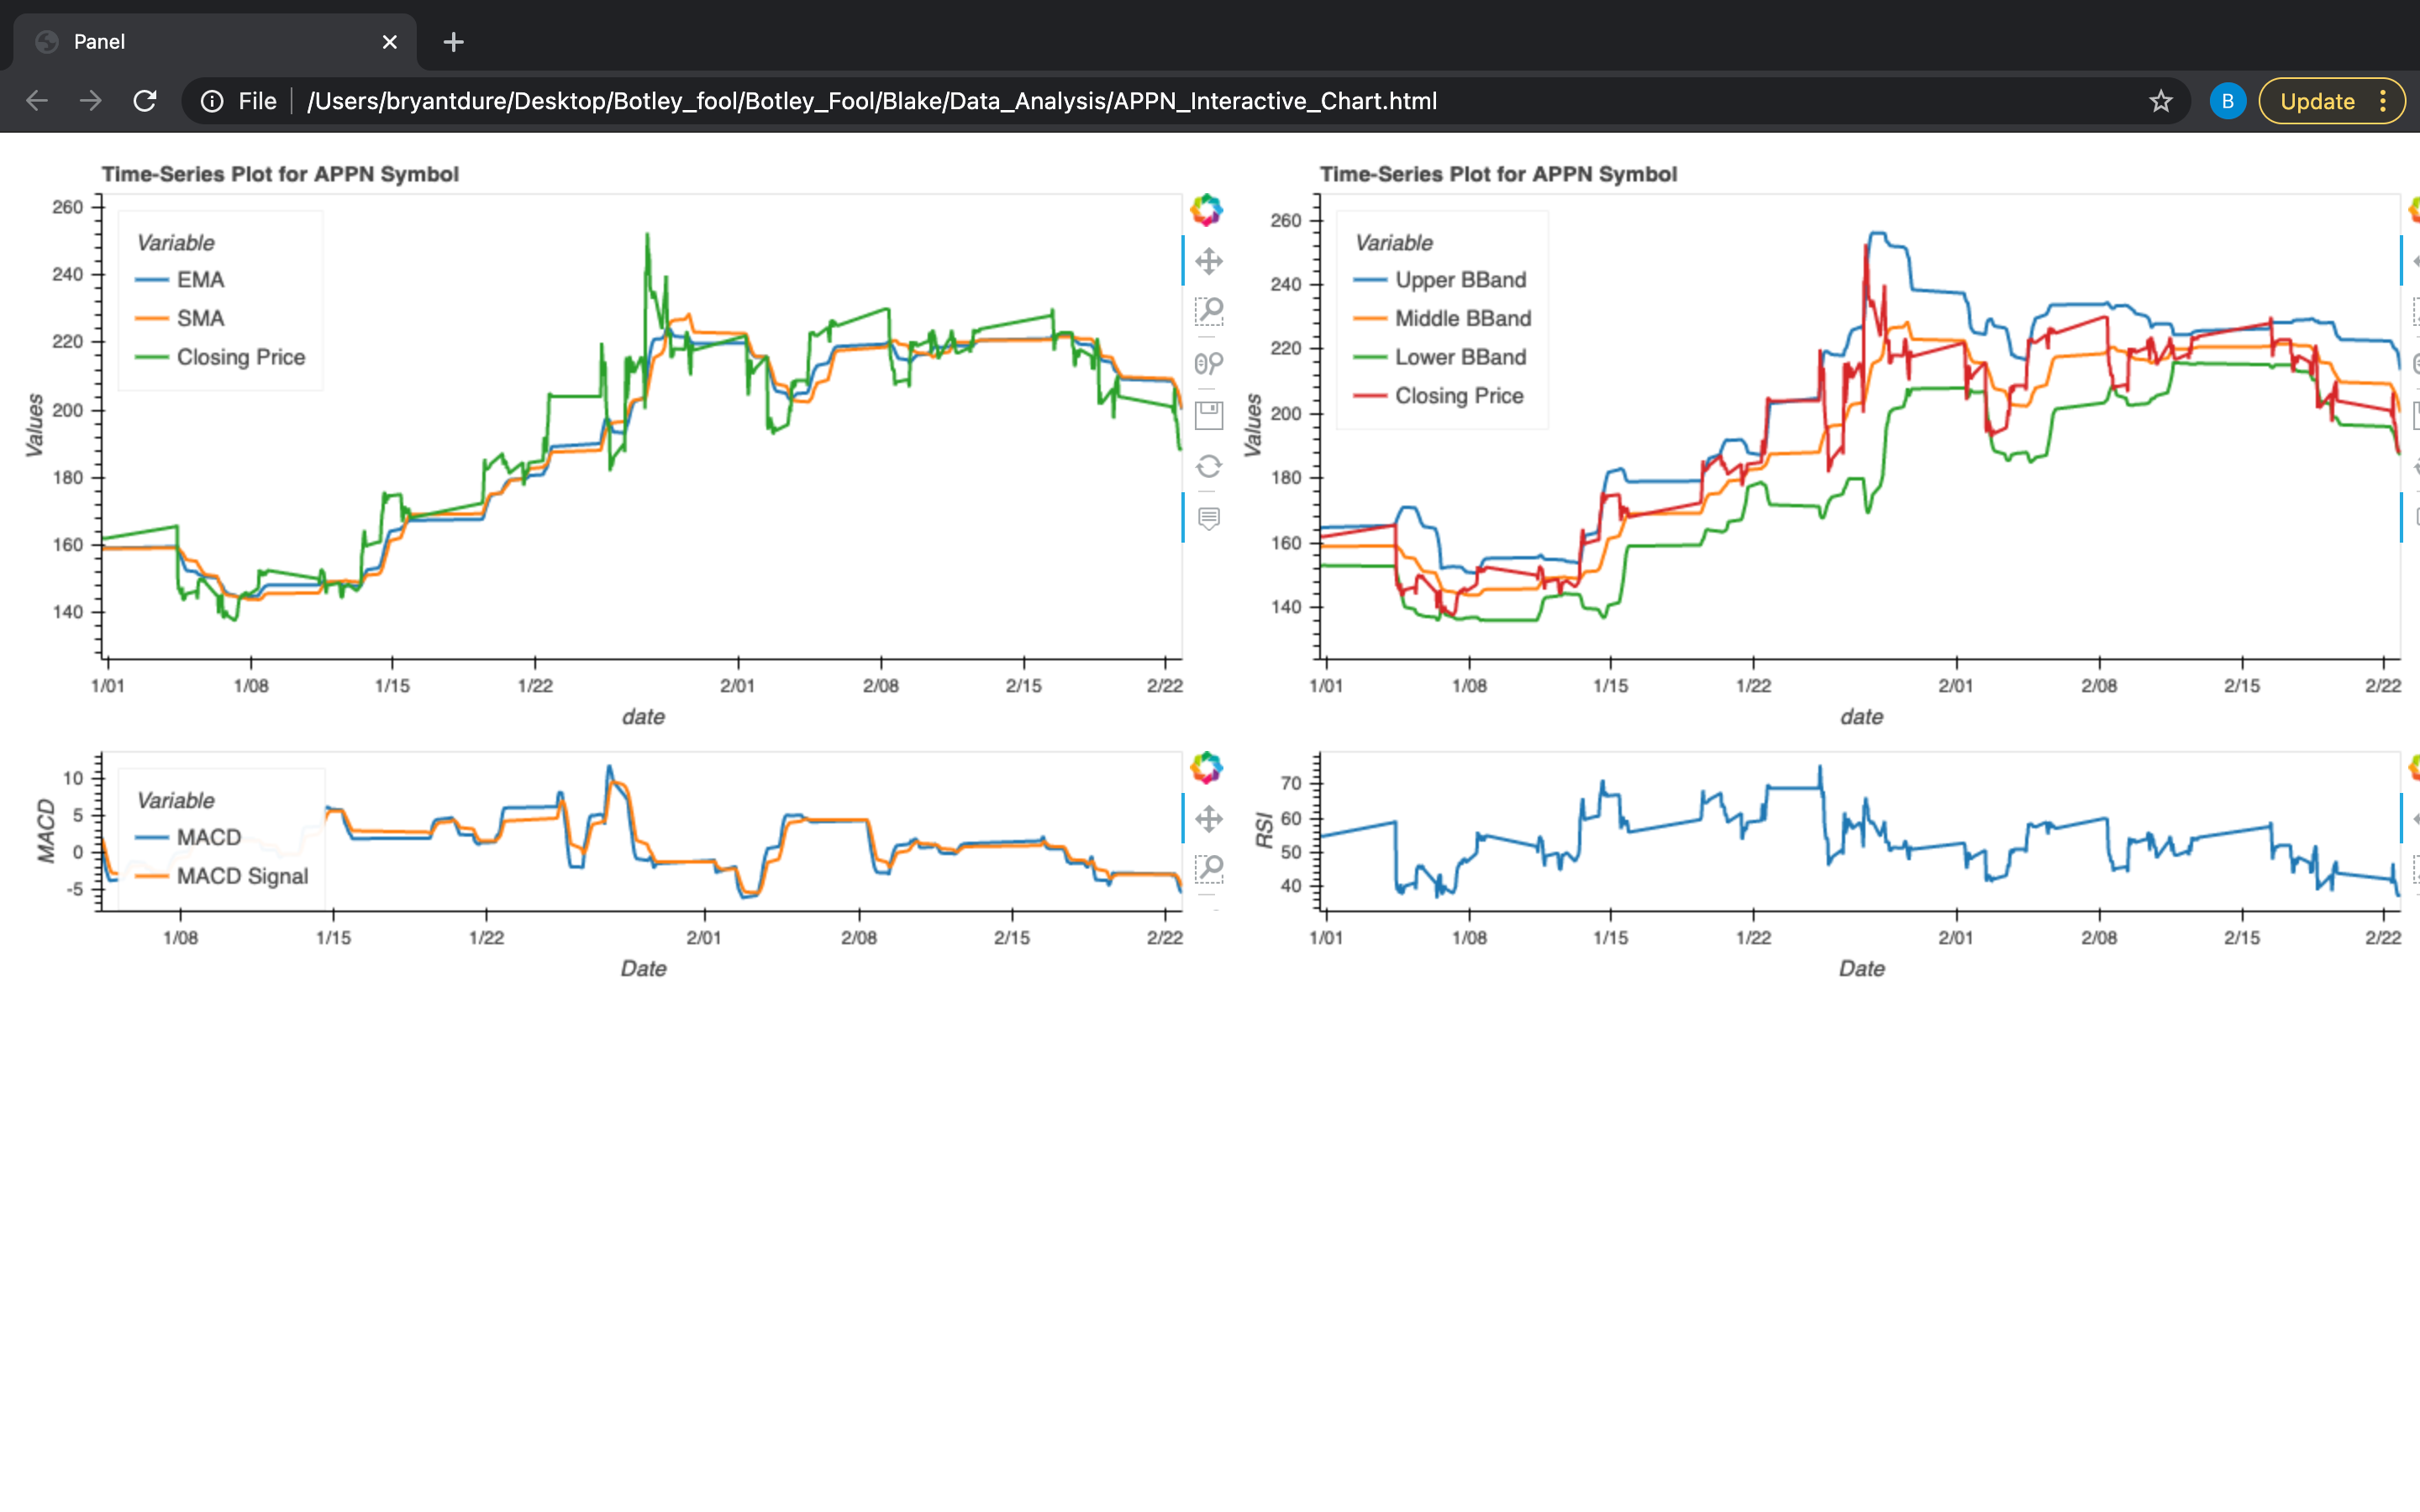 Panel
File /Users/bryantdure/Desktop/Botley_fool/Botley_Fool/Blake/Data_Analysis/APPN_Interactive_Chart.html
B
Update
Time-Series Plot for APPN Symbol
Values
260
240
220
200
180
160
140
Variable
EMA
SMA
Closing Price
1/01 1/08 1/15 1/22 2/01 2/08 2/15 2/22
date
Time-Series Plot for APPN Symbol
Values
260
240
220
200
180
160
140
Variable
Upper BBand
Middle BBand
Lower BBand
Closing Price
1/01 1/08 1/15 1/22 2/01 2/08 2/15 2/22
date
MACD
10
5
0
-5
Variable
MACD
MACD Signal
1/08 1/15 1/22 2/01 2/08 2/15 2/22
Date
RSI
70
60
50
40
1/01 1/08 1/15 1/22 2/01 2/08 2/15 2/22
Date